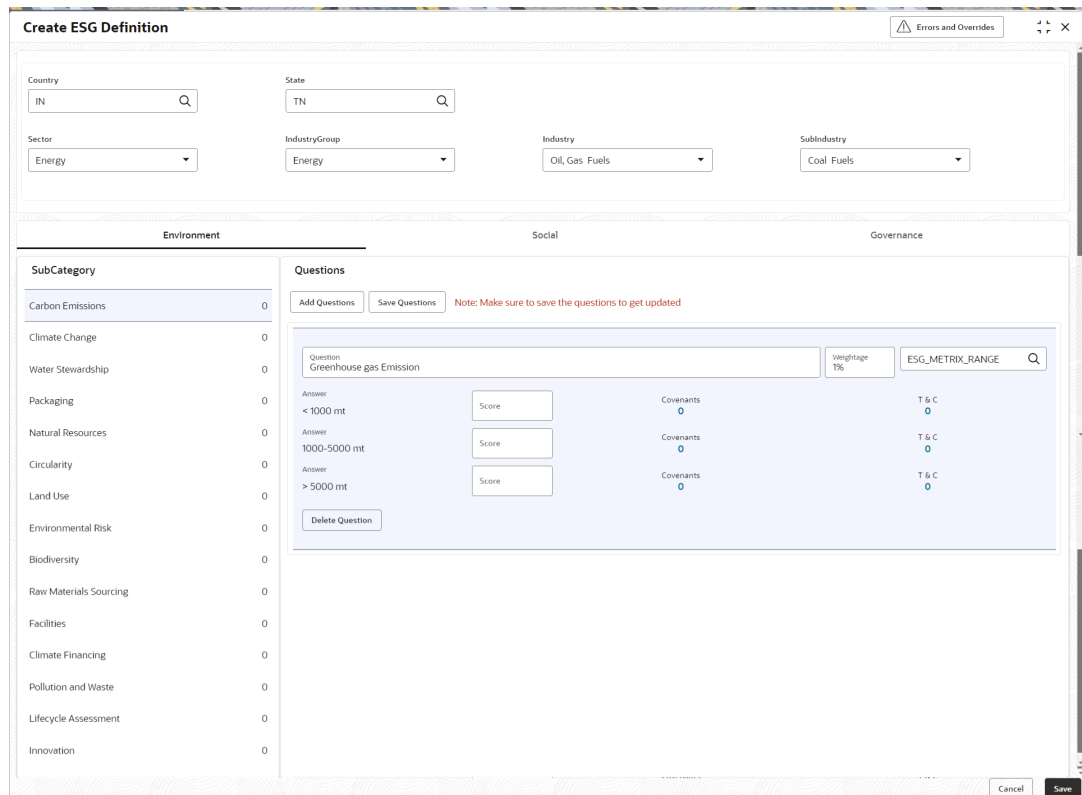 Create ESG Definition
Errors and Overrides
Country
State
IN
TN
Sector
IndustryGroup
Industry
SubIndustry
Energy
Energy
Oil, Gas Fuels
Coal Fuels
Environment
Social
Governance
SubCategory
Carbon Emissions 0
Climate Change 0
Water Stewardship 0
Packaging 0
Natural Resources 0
Circularity 0
Land Use 0
Environmental Risk 0
Biodiversity 0
Raw Materials Sourcing 0
Facilities 0
Climate Financing 0
Pollution and Waste 0
Lifecycle Assessment 0
Innovation 0
Questions
Add Questions
Save Questions
Note: Make sure to save the questions to get updated
Question
Greenhouse gas Emission
Weightage
1%
ESG_METRIX_RANGE
Answer
< 1000 mt
Score
Covenants
0
T & C
0
Answer
1000-5000 mt
Score
Covenants
0
T & C
0
Answer
> 5000 mt
Score
Covenants
0
T & C
0
Delete Question
Cancel
Save